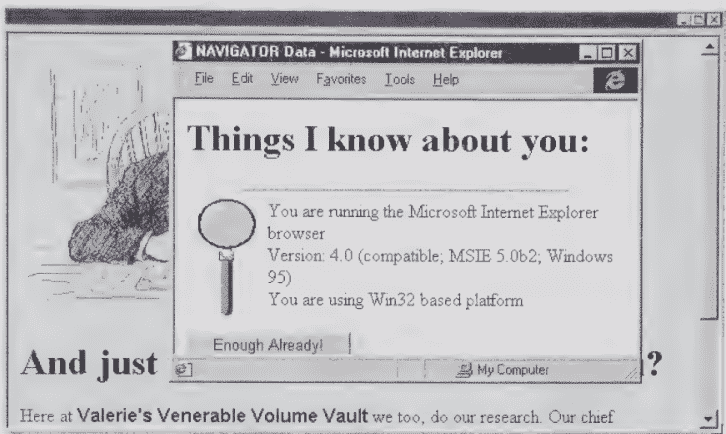 NAVIGATOR Data - Microsoft Internet Explorer
File Edit View Favorites Tools Help
Things I know about you:
You are running the Microsoft Internet Explorer
browser
Version: 4.0 (compatible; MSIE 5.0b2; Windows
95)
You are using Win32 based platform
Enough Already!
My Computer
And just ?
Here at Valerie's Venerable Volume Vault we too, do our research. Our chief